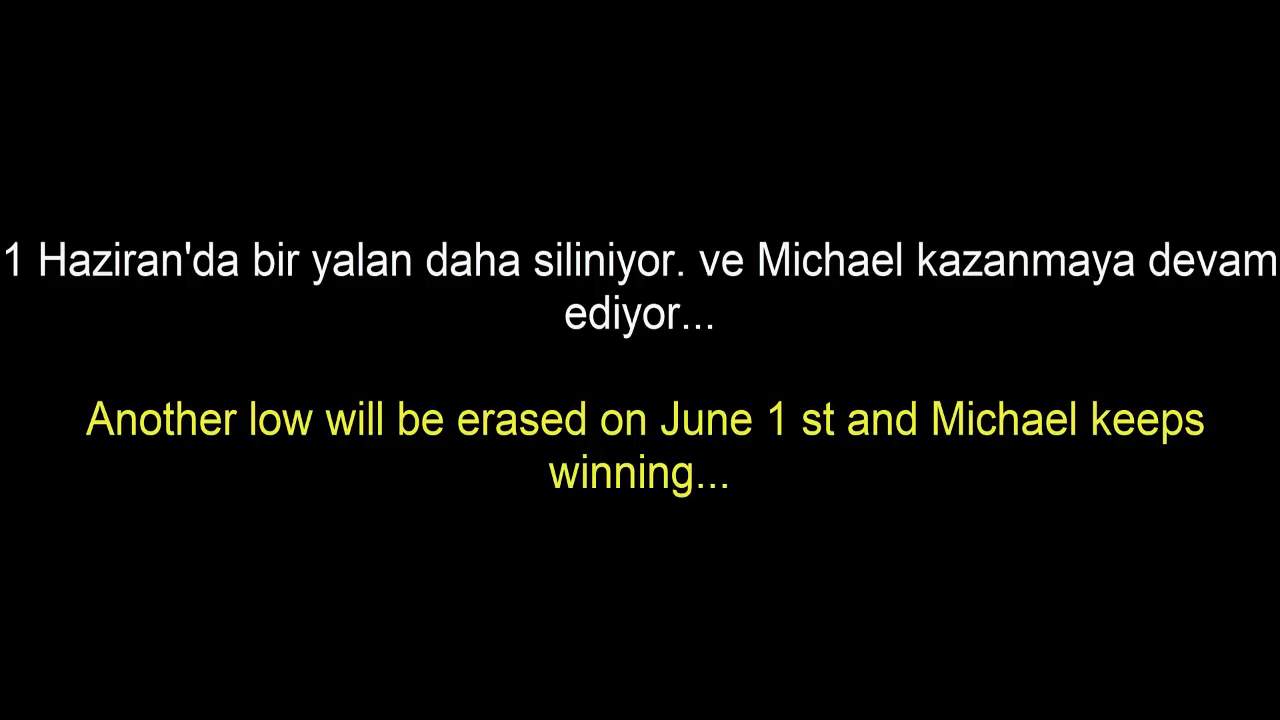 1 Haziran'da bir yalan daha siliniyor. ve Michael kazanmaya devam
ediyor...
Another low will be erased on June 1 st and Michael keeps
winning...